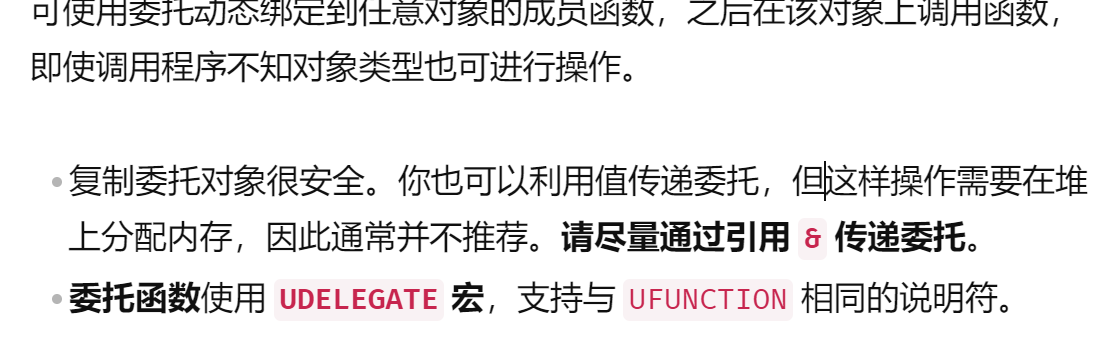 可使用委托动态绑定到任意对象的成员函数，之后在该对象上调用函数，
即使调用程序不知对象类型也可进行操作。
复制委托对象很安全。你也可以利用值传递委托，但这样操作需要在堆
上分配内存，因此通常并不推荐。请尽量通过引用 & 传递委托。
委托函数使用 UDELEGATE 宏，支持与 UFUNCTION 相同的说明符。